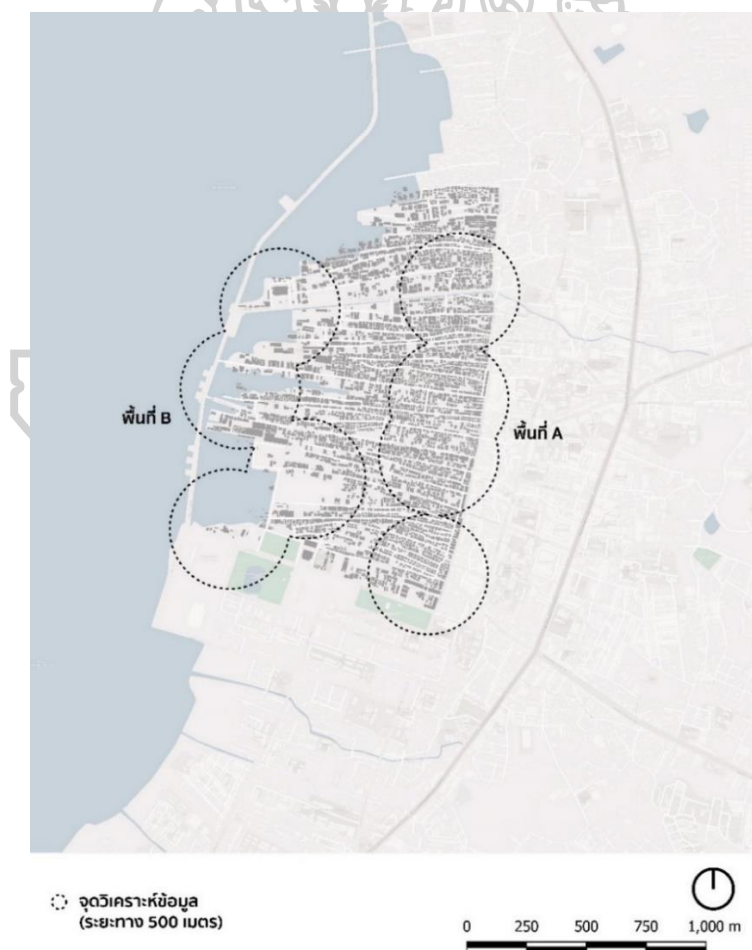 พื้นที่ B
พื้นที่ A
จุดวิเคราะห์ข้อมูล
(ระยะทาง 500 เมตร)
0 250 500 750 1,000 m